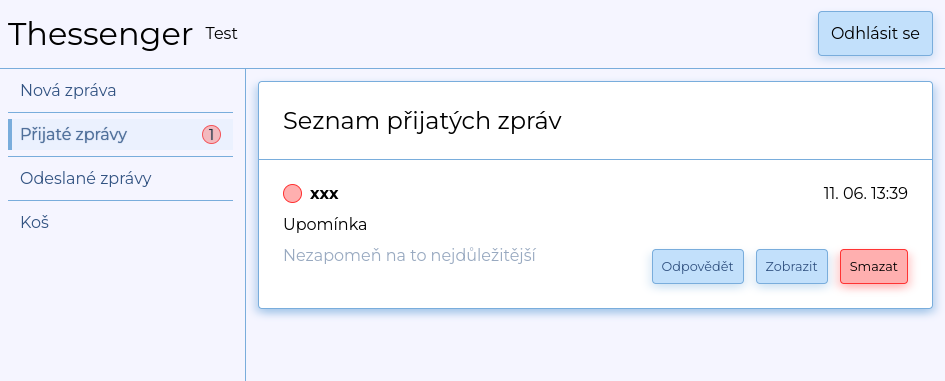 Thessenger Test
Odhlásit se
Nová zpráva
Přijaté zprávy 1
Odeslané zprávy
Koš
Seznam přijatých zpráv
xxx 11. 06. 13:39
Upomínka
Nezapomeň na to nejdůležitější
Odpovědět Zobrazit Smazat